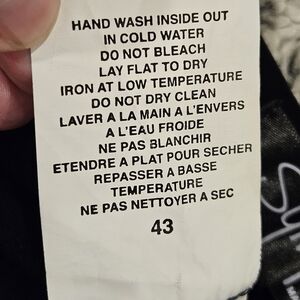 HAND WASH INSIDE OUT
IN COLD WATER
DO NOT BLEACH
LAY FLAT TO DRY
IRON AT LOW TEMPERATURE
DO NOT DRY CLEAN
LAVER A LA MAIN A L'ENVERS
A L'EAU FROIDE
NE PAS BLANCHIR
ETENDRE A PLAT POUR SECHER
REPASSER A BASSE
TEMPERATURE
NE PAS NETTOYER A SEC
43